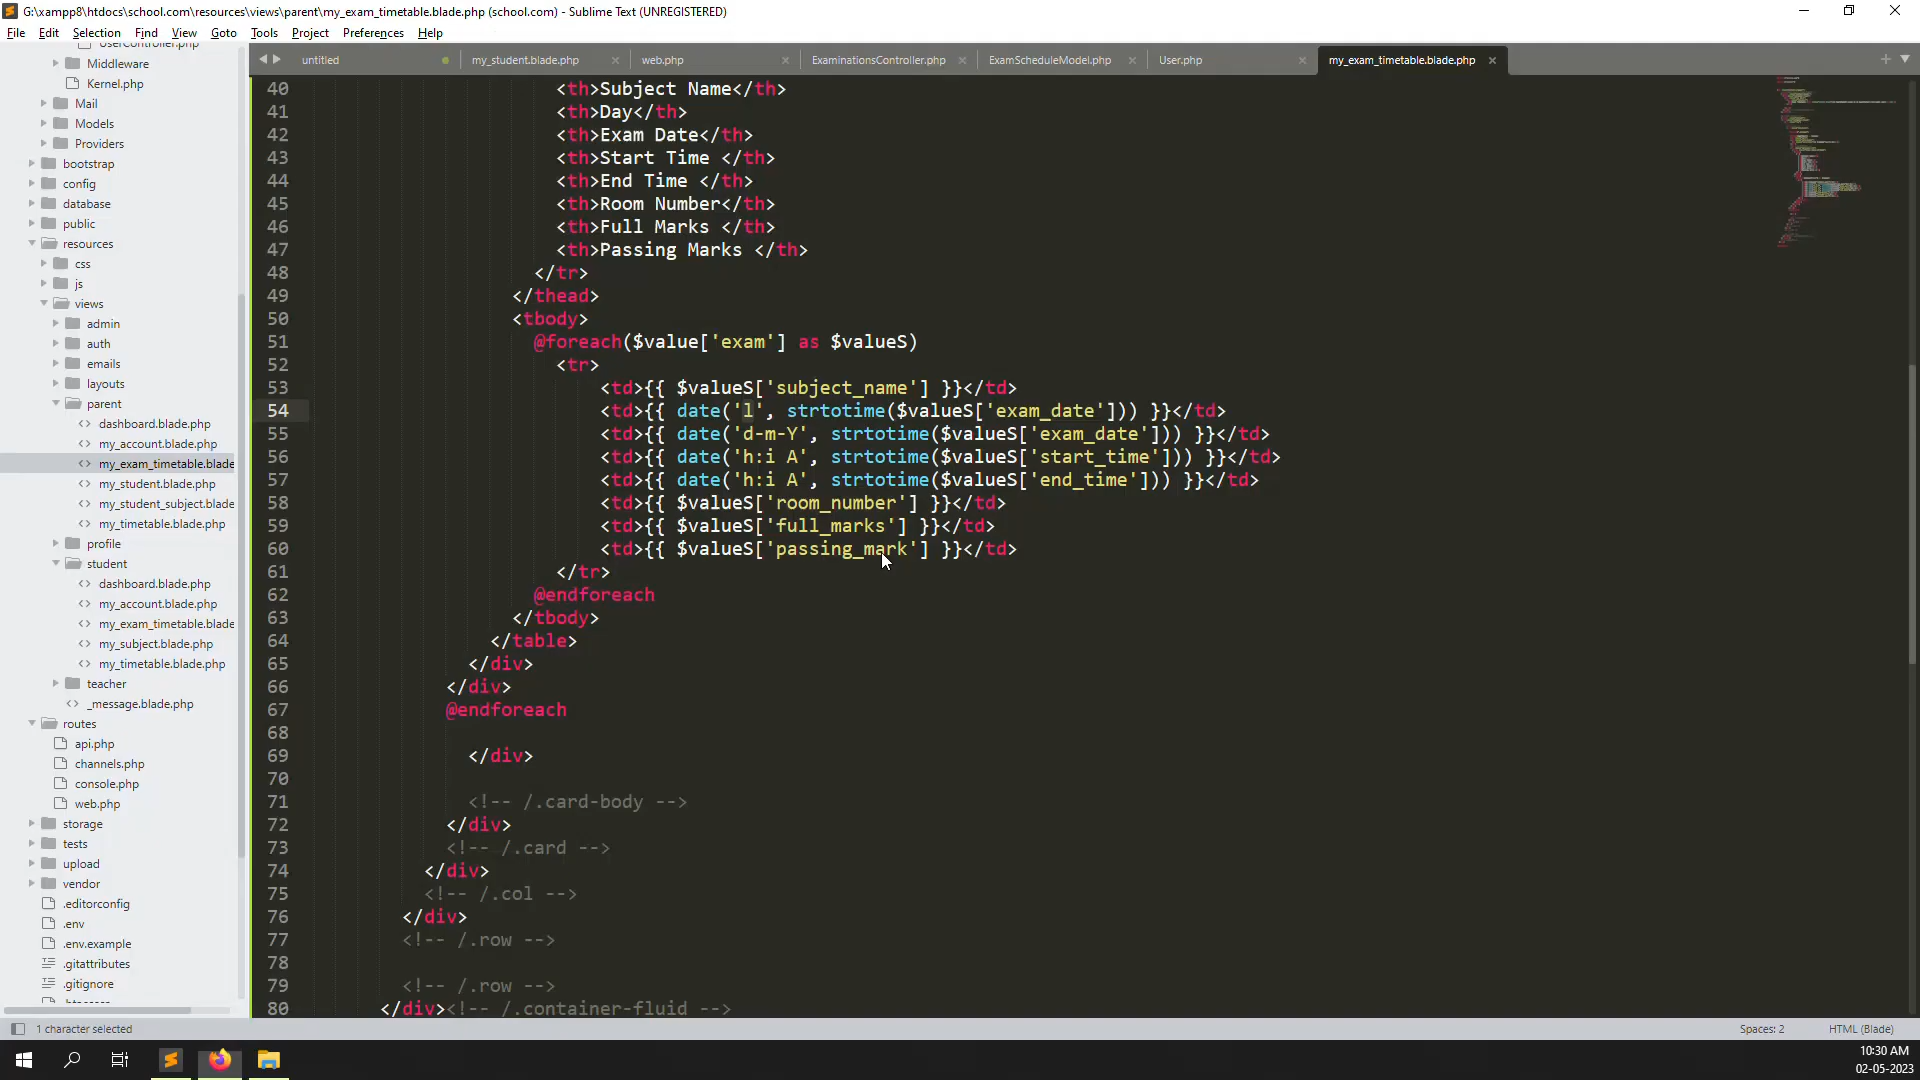 G:\xampp8\htdocs\school.com\resources\views\parent\my_exam_timetable.blade.php (school.com) - Sublime Text (UNREGISTERED)
File Edit Selection Find View Goto Tools Project Preferences Help
UserController.php
Middleware
Kernel.php
Mail
Models
Providers
bootstrap
config
database
public
resources
css
js
views
admin
auth
emails
layouts
parent
dashboard.blade.php
my_account.blade.php
my_exam_timetable.blade
my_student.blade.php
my_student_subject.blade
my_timetable.blade.php
profile
student
dashboard.blade.php
my_account.blade.php
my_exam_timetable.blade
my_subject.blade.php
my_timetable.blade.php
teacher
_message.blade.php
routes
api.php
channels.php
console.php
web.php
storage
tests
upload
vendor
.editorconfig
.env
.env.example
.gitattributes
.gitignore
untitled my_student.blade.php web.php ExaminationsController.php ExamScheduleModel.php User.php my_exam_timetable.blade.php
40 <th>Subject Name</th>
41 <th>Day</th>
42 <th>Exam Date</th>
43 <th>Start Time </th>
44 <th>End Time </th>
45 <th>Room Number</th>
46 <th>Full Marks </th>
47 <th>Passing Marks </th>
48 </tr>
49 </thead>
50 <tbody>
51 @foreach($value['exam'] as $valueS)
52 <tr>
53 <td>{{ $valueS['subject_name'] }}</td>
54 <td>{{ date('l', strtotime($valueS['exam_date'])) }}</td>
55 <td>{{ date('d-m-Y', strtotime($valueS['exam_date'])) }}</td>
56 <td>{{ date('h:i A', strtotime($valueS['start_time'])) }}</td>
57 <td>{{ date('h:i A', strtotime($valueS['end_time'])) }}</td>
58 <td>{{ $valueS['room_number'] }}</td>
59 <td>{{ $valueS['full_marks'] }}</td>
60 <td>{{ $valueS['passing_mark'] }}</td>
61 </tr>
62 @endforeach
63 </tbody>
64 </table>
65 </div>
66 </div>
67 @endforeach
68
69 </div>
70
71 <!-- /.card-body -->
72 </div>
73 <!-- /.card -->
74 </div>
75 <!-- /.col -->
76 </div>
77 <!-- /.row -->
78
79 <!-- /.row -->
80 </div><!-- /.container-fluid -->
1 character selected Spaces: 2 HTML (Blade)
10:30 AM
02-05-2023